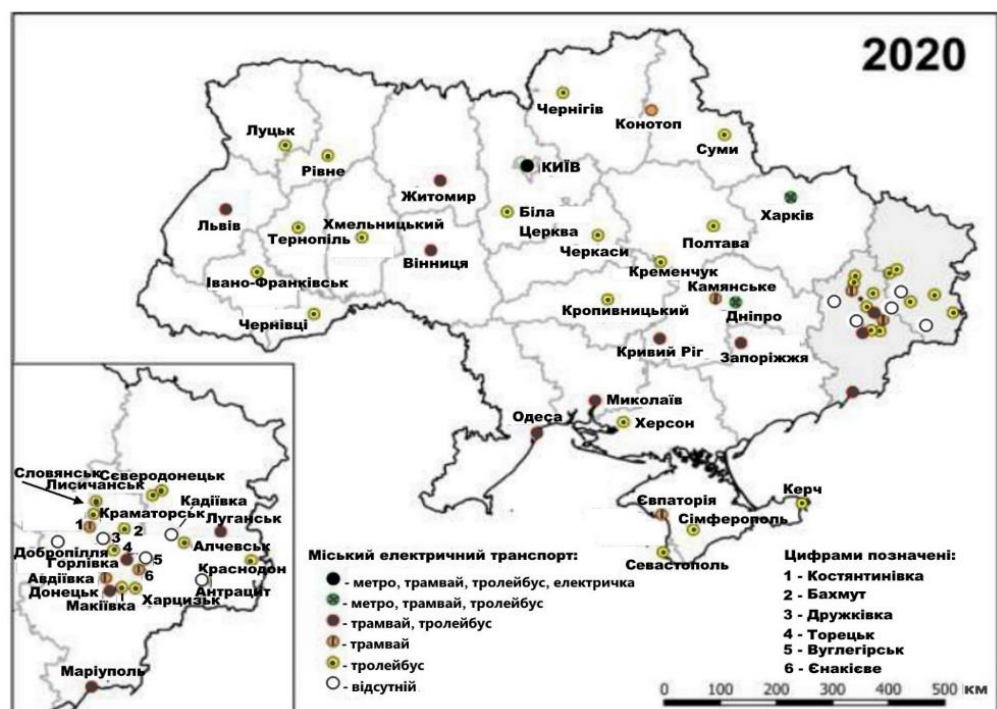 2020
Чернігів
Конотоп
Суми
Луцьк
Рівне
КИЇВ
Житомир
Львів
Харків
Хмельницький
Тернопіль
Біла
Церква
Черкаси
Полтава
Вінниця
Івано-Франківськ
Кременчук
Камянське
Дніпро
Кропивницький
Чернівці
Кривий Ріг
Запоріжжя
Миколаїв
Одеса
Херсон
Керч
Євпаторія
Сімферополь
Севастополь
Словянськ
Сєверодонецьк
Лисичанськ
Кадіївка
Краматорськ
Луганськ
1
2
3
Добропілля
4
5
Алчевськ
Горлівка
6
Краснодон
Авдіївка
Антрацит
Донецьк
Харцизьк
Макіївка
Маріуполь
Міський електричний транспорт:
- метро, трамвай, тролейбус, електричка
- метро, трамвай, тролейбус
- трамвай, тролейбус
- трамвай
- тролейбус
- відсутній
Цифрами позначені:
1 - Костянтинівка
2 - Бахмут
3 - Дружківка
4 - Торецьк
5 - Вуглегірськ
6 - Єнакієве
0 100 200 300 400 500 км